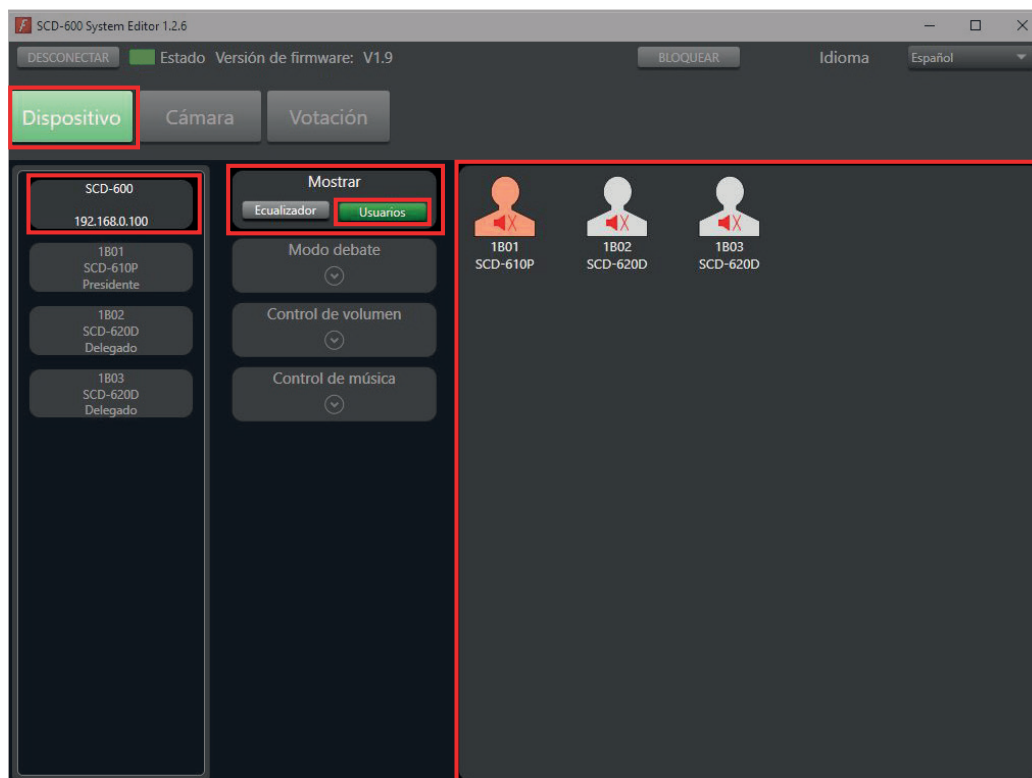 SCD-600 System Editor 1.2.6
DESCONECTAR Estado Versión de firmware: V1.9 BLOQUEAR Idioma Español
Dispositivo Cámara Votación
SCD-600
192.168.0.100
1B01
SCD-610P
Presidente
1B02
SCD-620D
Delegado
1B03
SCD-620D
Delegado
Mostrar
Ecualizador Usuarios
Modo debate
Control de volumen
Control de música
1B01 1B02 1B03
SCD-610P SCD-620D SCD-620D